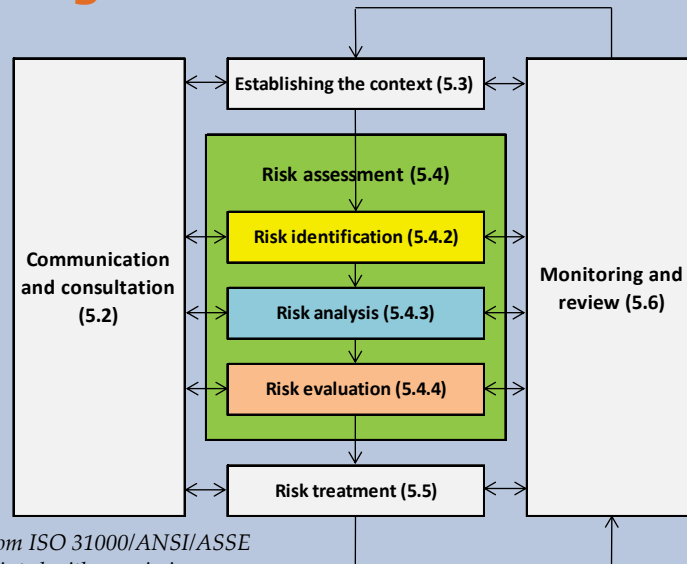 Establishing the context (5.3)
Risk assessment (5.4)
Risk identification (5.4.2)
Communication
and consultation
(5.2)
Monitoring and
review (5.6)
Risk analysis (5.4.3)
Risk evaluation (5.4.4)
Risk treatment (5.5)
ISO 31000/ANSI/ASSE